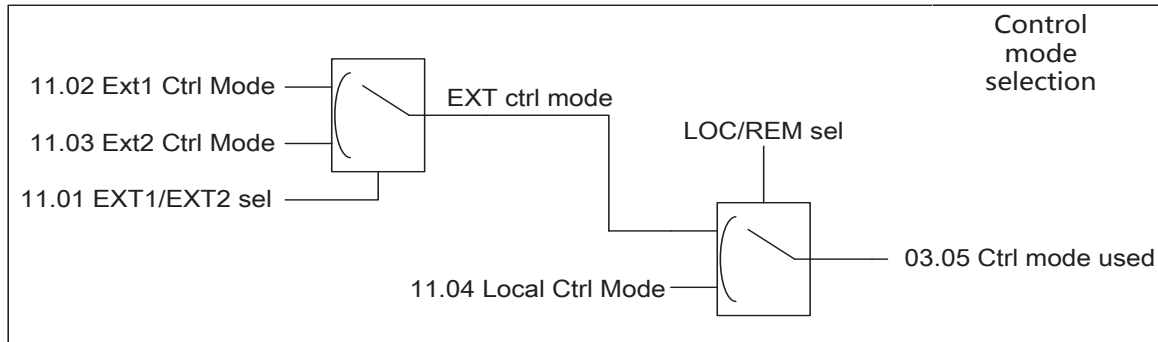 Control
mode
selection
11.02 Ext1 Ctrl Mode
EXT ctrl mode
11.03 Ext2 Ctrl Mode
LOC/REM sel
11.01 EXT1/EXT2 sel
03.05 Ctrl mode used
11.04 Local Ctrl Mode